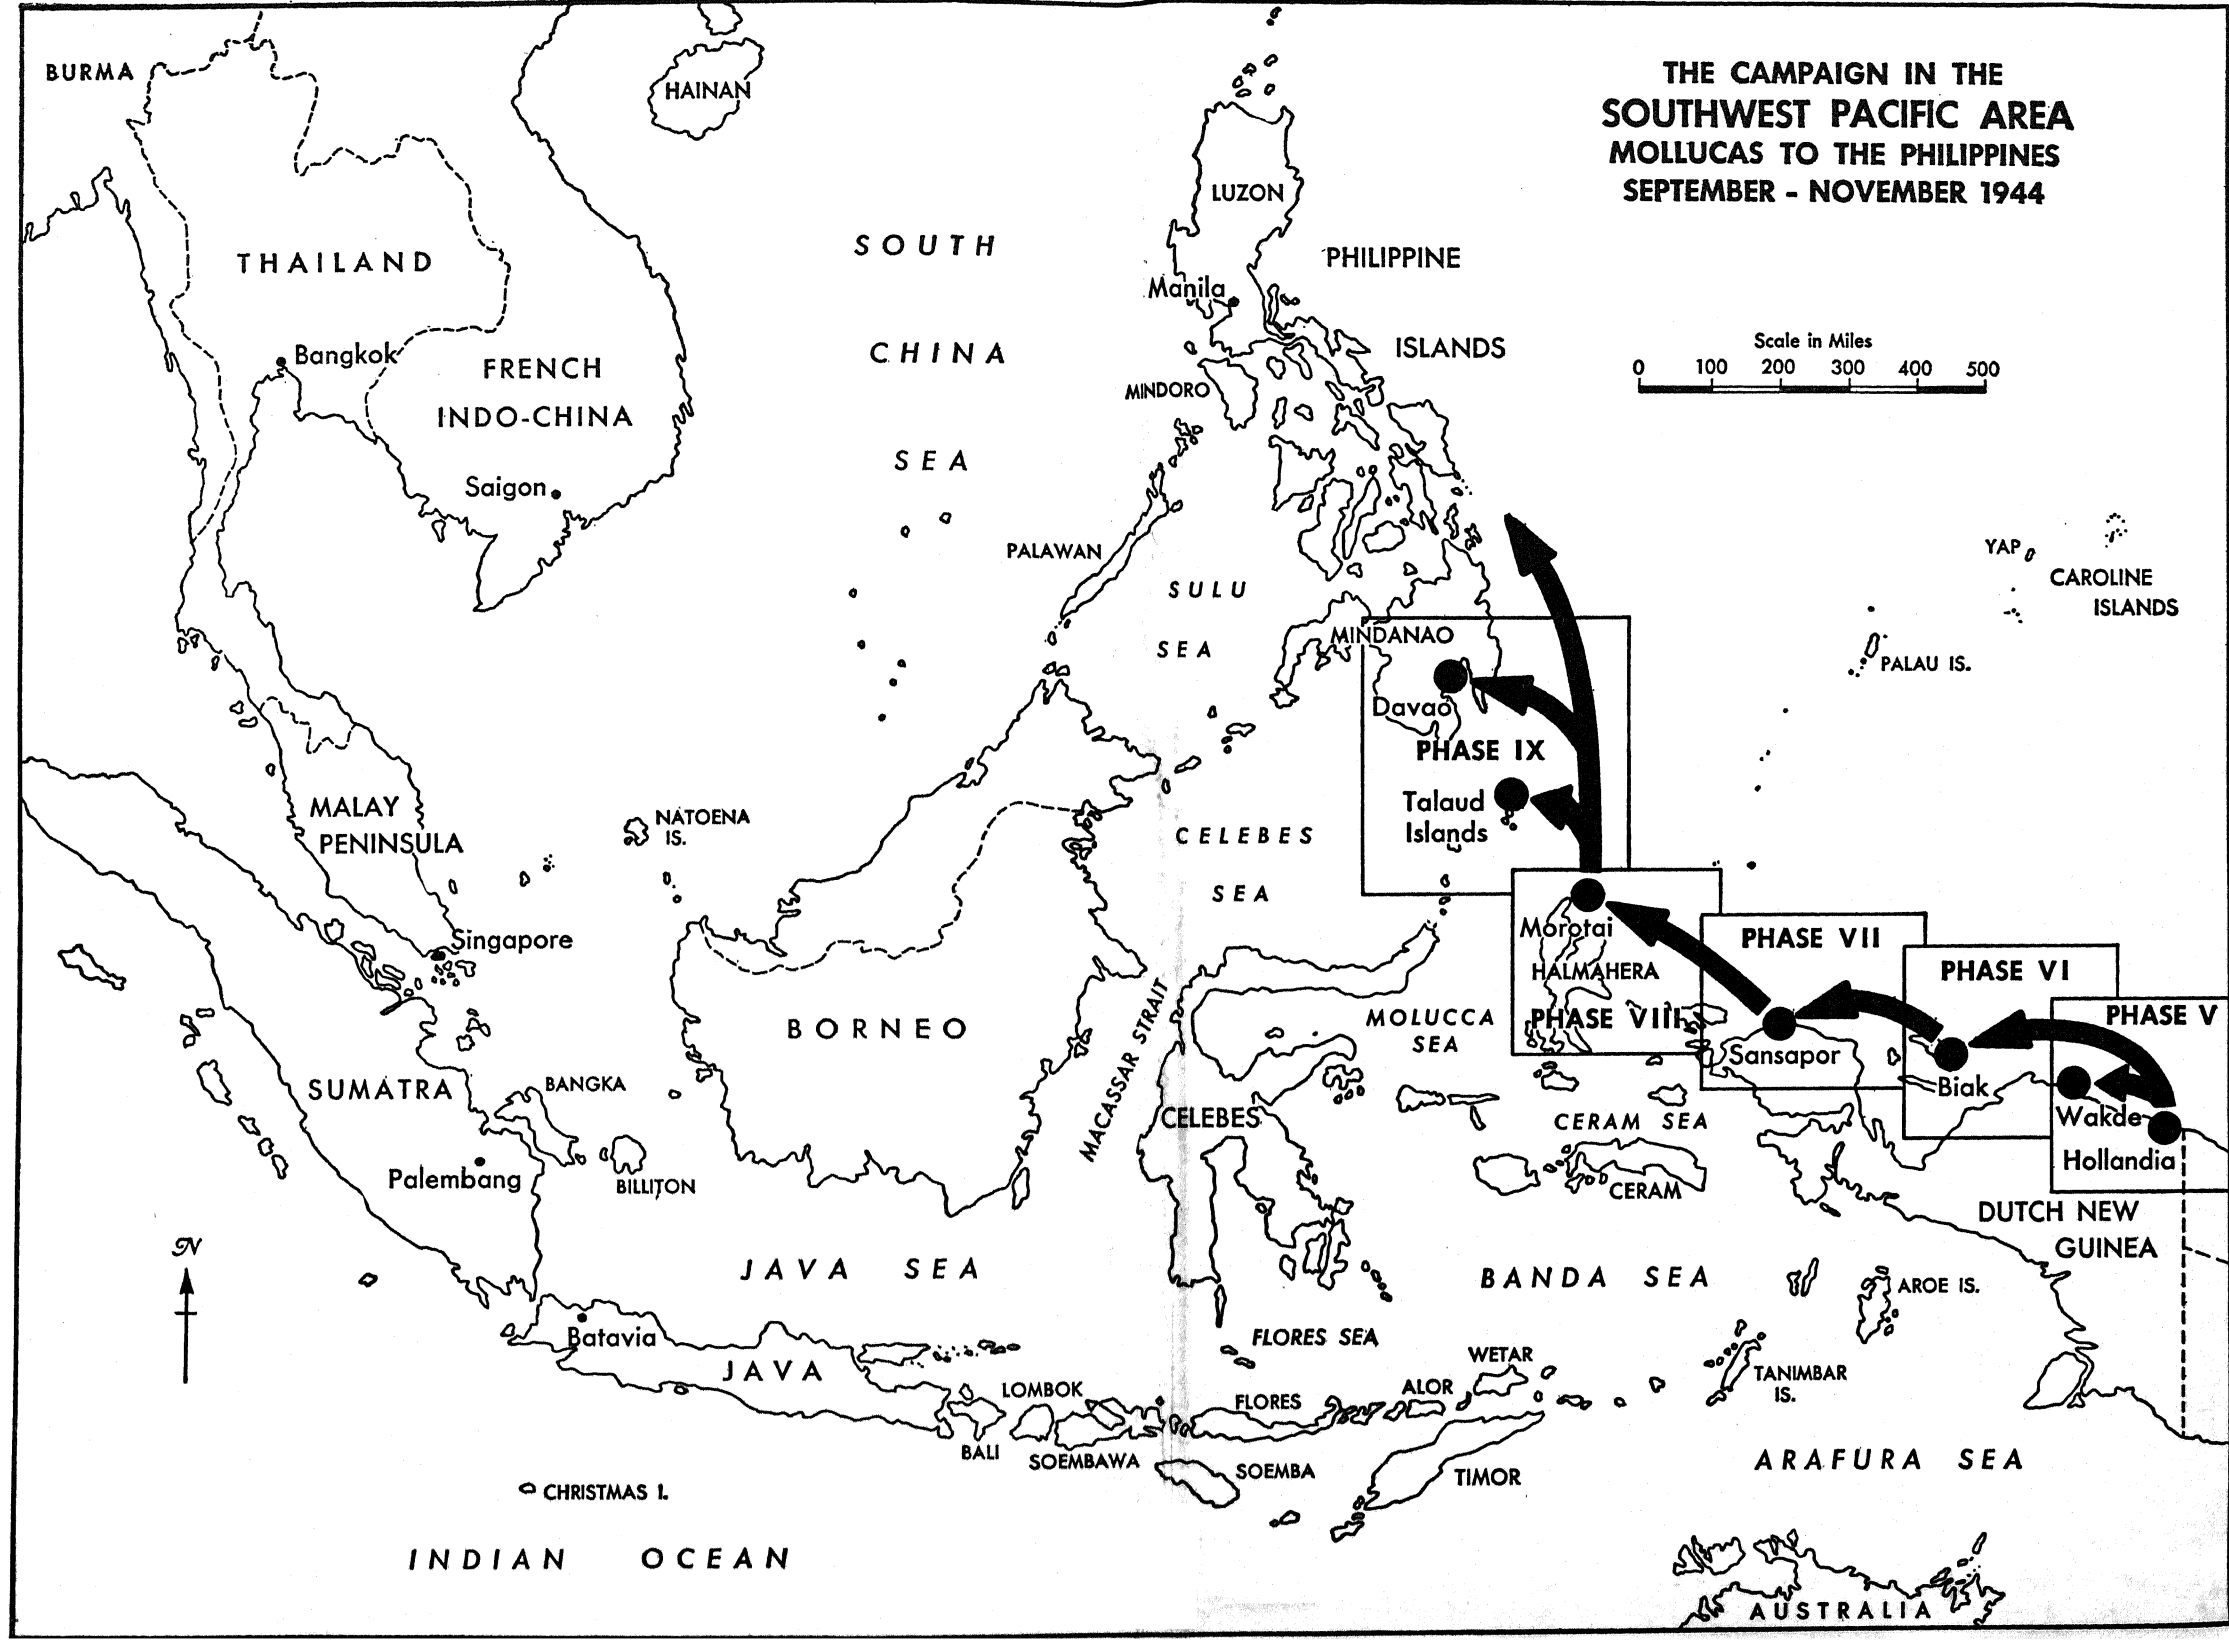 THE CAMPAIGN IN THE
SOUTHWEST PACIFIC AREA
MOLLUCAS TO THE PHILIPPINES
SEPTEMBER - NOVEMBER 1944
BURMA
HAINAN
LUZON
THAILAND
SOUTH
CHINA
SEA
PHILIPPINE
ISLANDS
Manila
Scale in Miles
0 100 200 300 400 500
Bangkok
FRENCH
INDO-CHINA
MINDORO
Saigon
PALAWAN
SULU
SEA
YAP
CAROLINE
ISLANDS
MINDANAO
PALAU IS.
Davao
PHASE IX
Talaud
Islands
MALAY
PENINSULA
NATOENA
IS.
CELEBES
SEA
Singapore
Morotai
HALMAHERA
PHASE VIII
PHASE VII
PHASE VI
PHASE V
BORNEO
MACASSAR STRAIT
MOLUCCA
SEA
Sansapor
Biak
Wakde
Hollandia
SUMATRA
BANGKA
CELEBES
CERAM SEA
Palembang
BILLITON
CERAM
DUTCH NEW
GUINEA
N
JAVA SEA
BANDA SEA
AROE IS.
Batavia
JAVA
FLORES SEA
WETAR
TANIMBAR
IS.
LOMBOK
FLORES
ALOR
BALI
SOEMBAWA
SOEMBA
TIMOR
ARAFURA SEA
CHRISTMAS I.
INDIAN OCEAN
AUSTRALIA